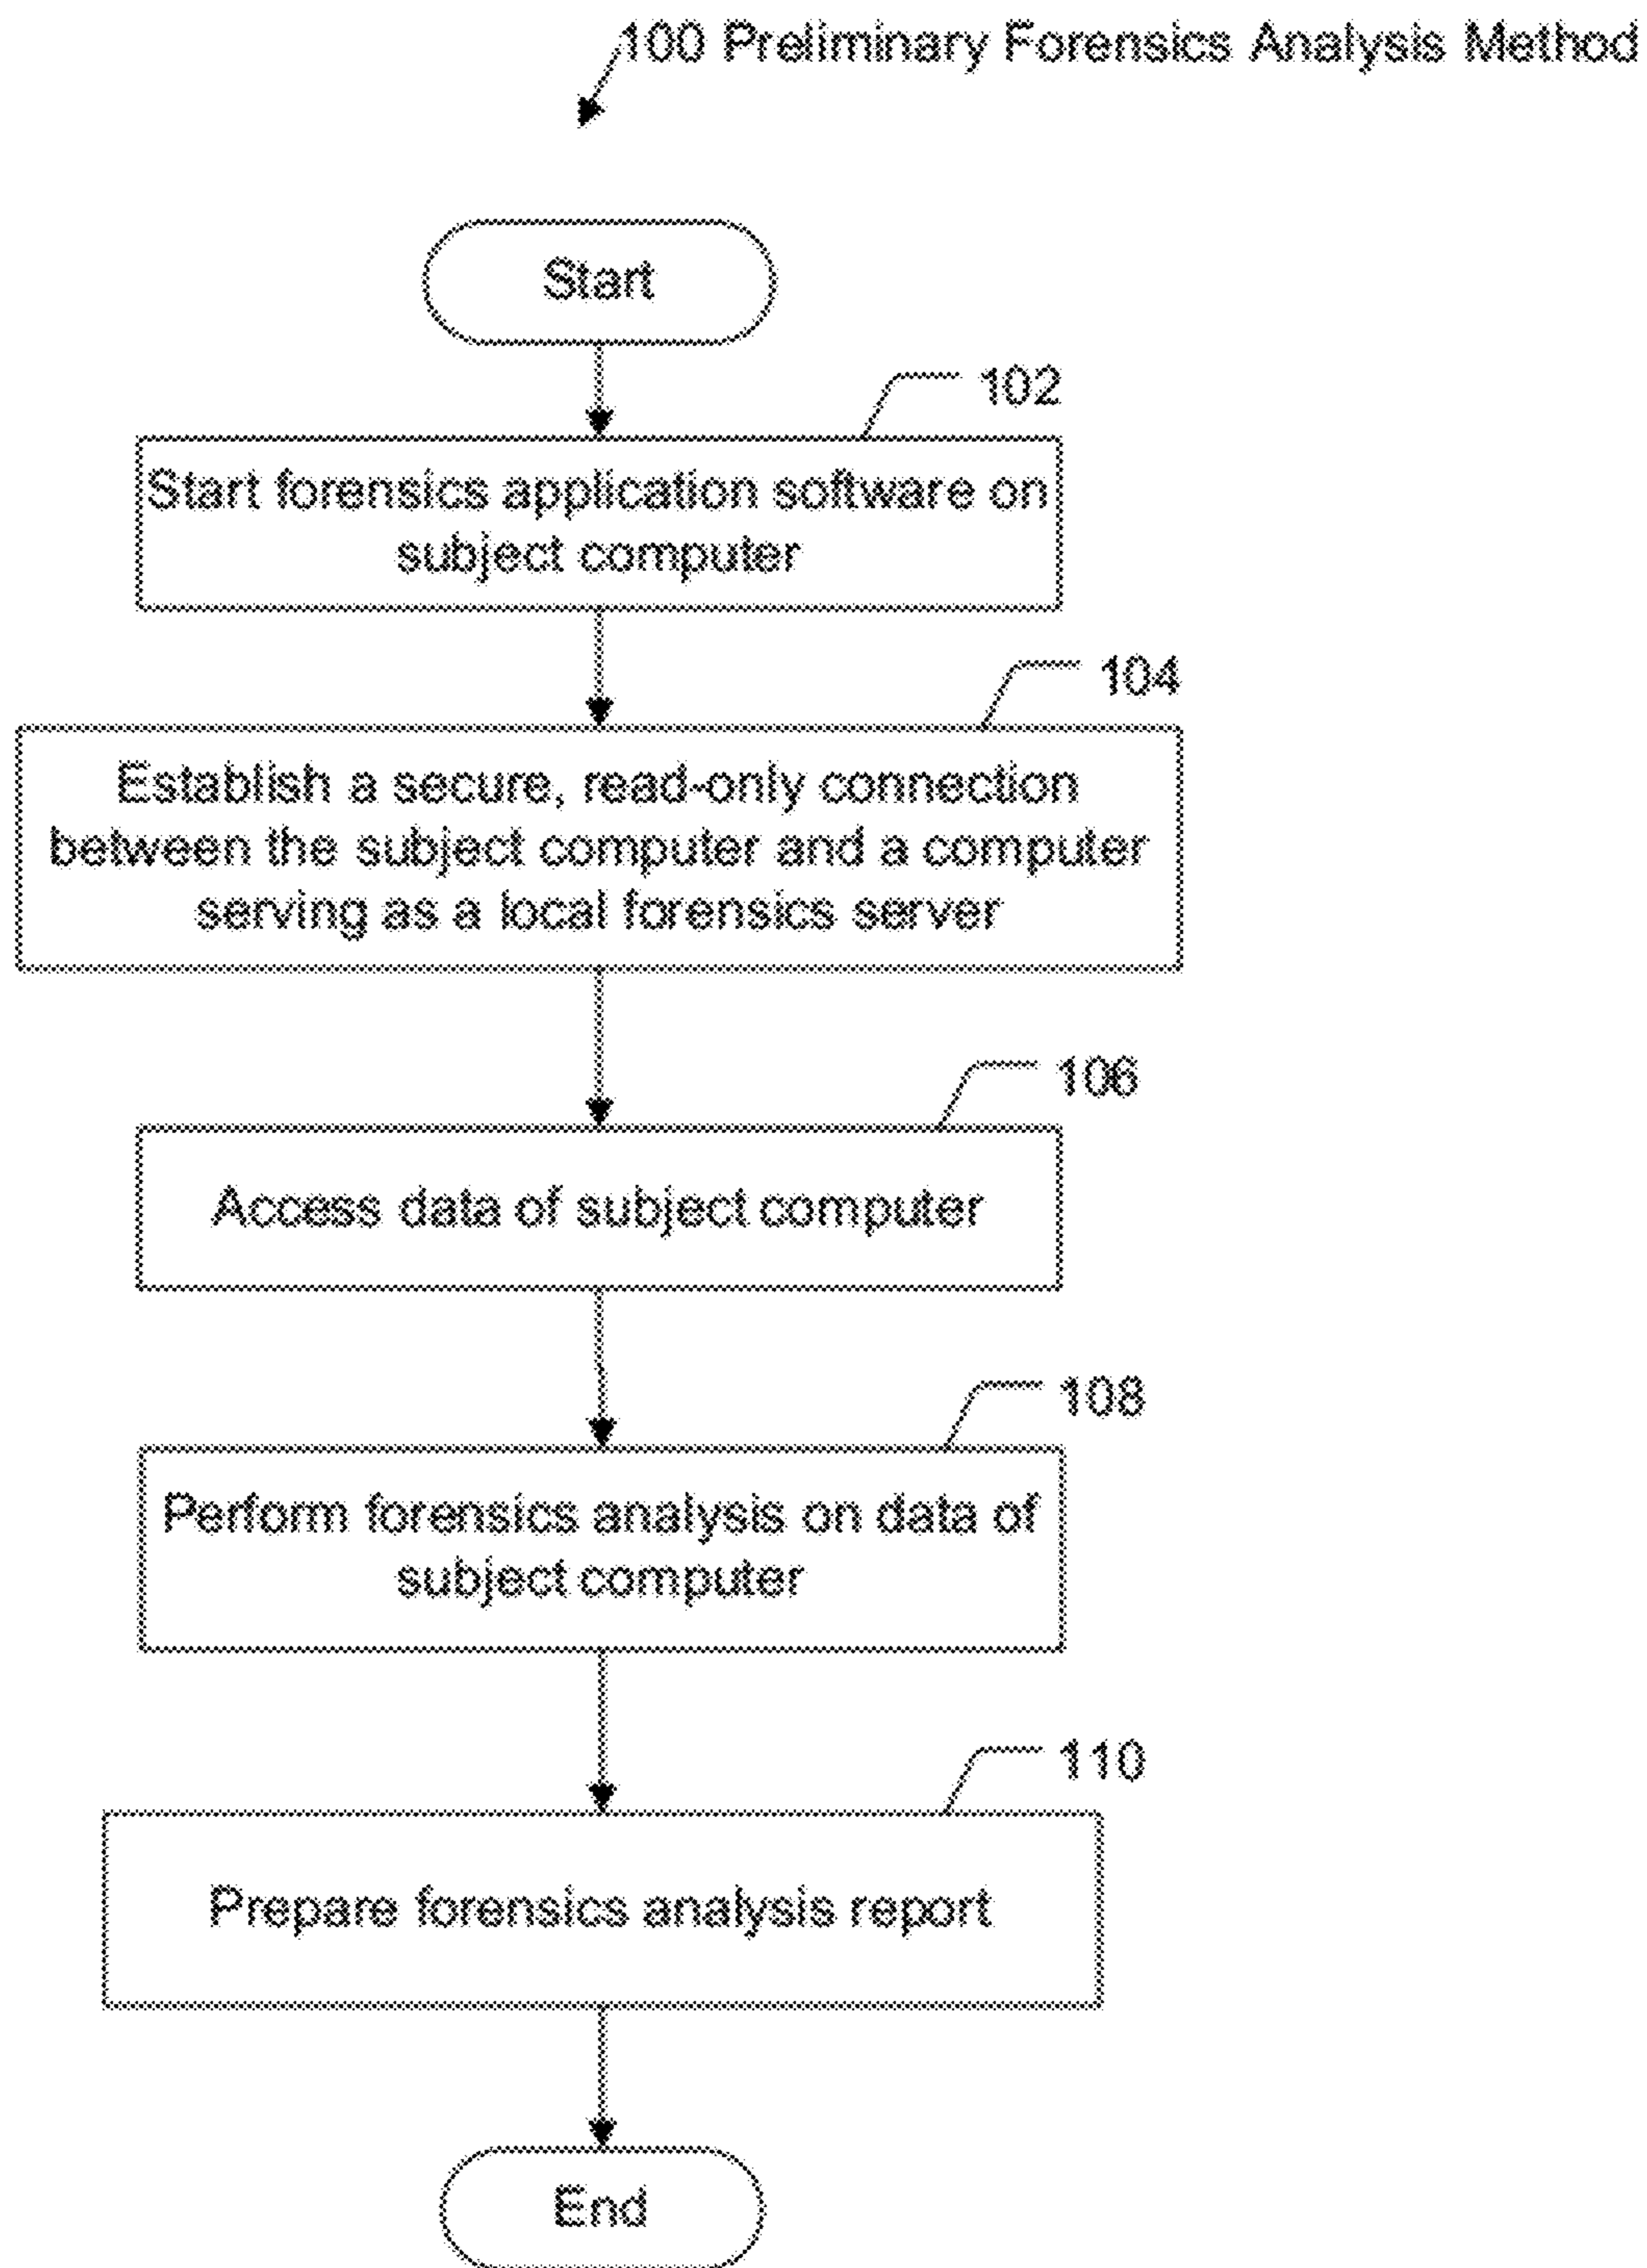 100 Preliminary Forensics Analysis Method
Start
102
Start forensics application software on
subject computer
104
Establish a secure, read-only connection
between the subject computer and a computer
serving as a local forensics server
106
Access data of subject computer
108
Perform forensics analysis on data of
subject computer
110
Prepare forensics analysis report
End